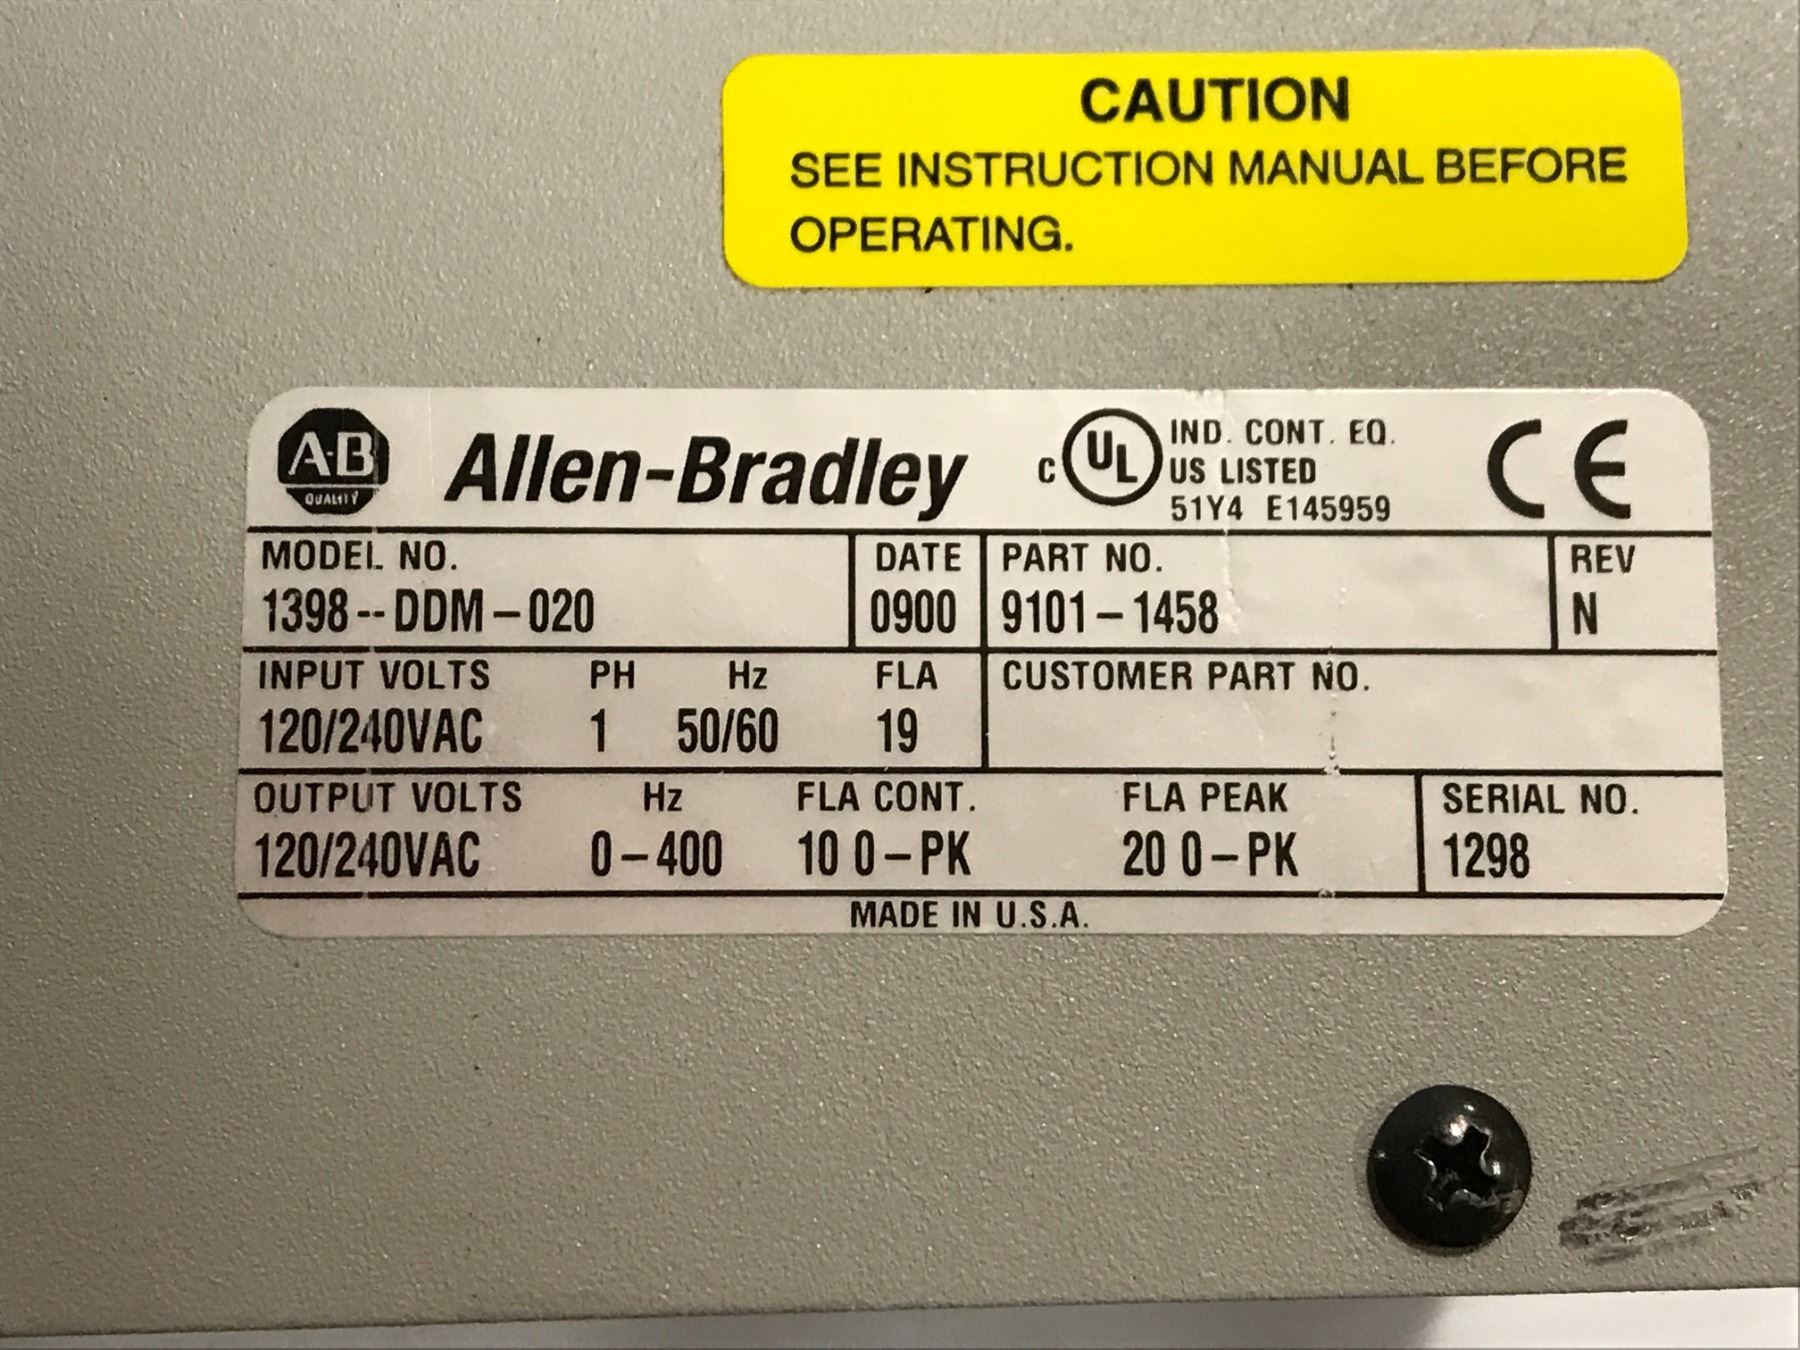 CAUTION
SEE INSTRUCTION MANUAL BEFORE
OPERATING.
A-B
QUALITY
Allen-Bradley
C UL IND. CONT. EQ.
US LISTED
51Y4 E145959
CE
MODEL NO. DATE PART NO. REV
1398--DDM-020 0900 9101-1458 N
INPUT VOLTS PH Hz FLA CUSTOMER PART NO.
120/240VAC 1 50/60 19
OUTPUT VOLTS Hz FLA CONT. FLA PEAK SERIAL NO.
120/240VAC 0-400 10 0-PK 20 0-PK 1298
MADE IN U.S.A.